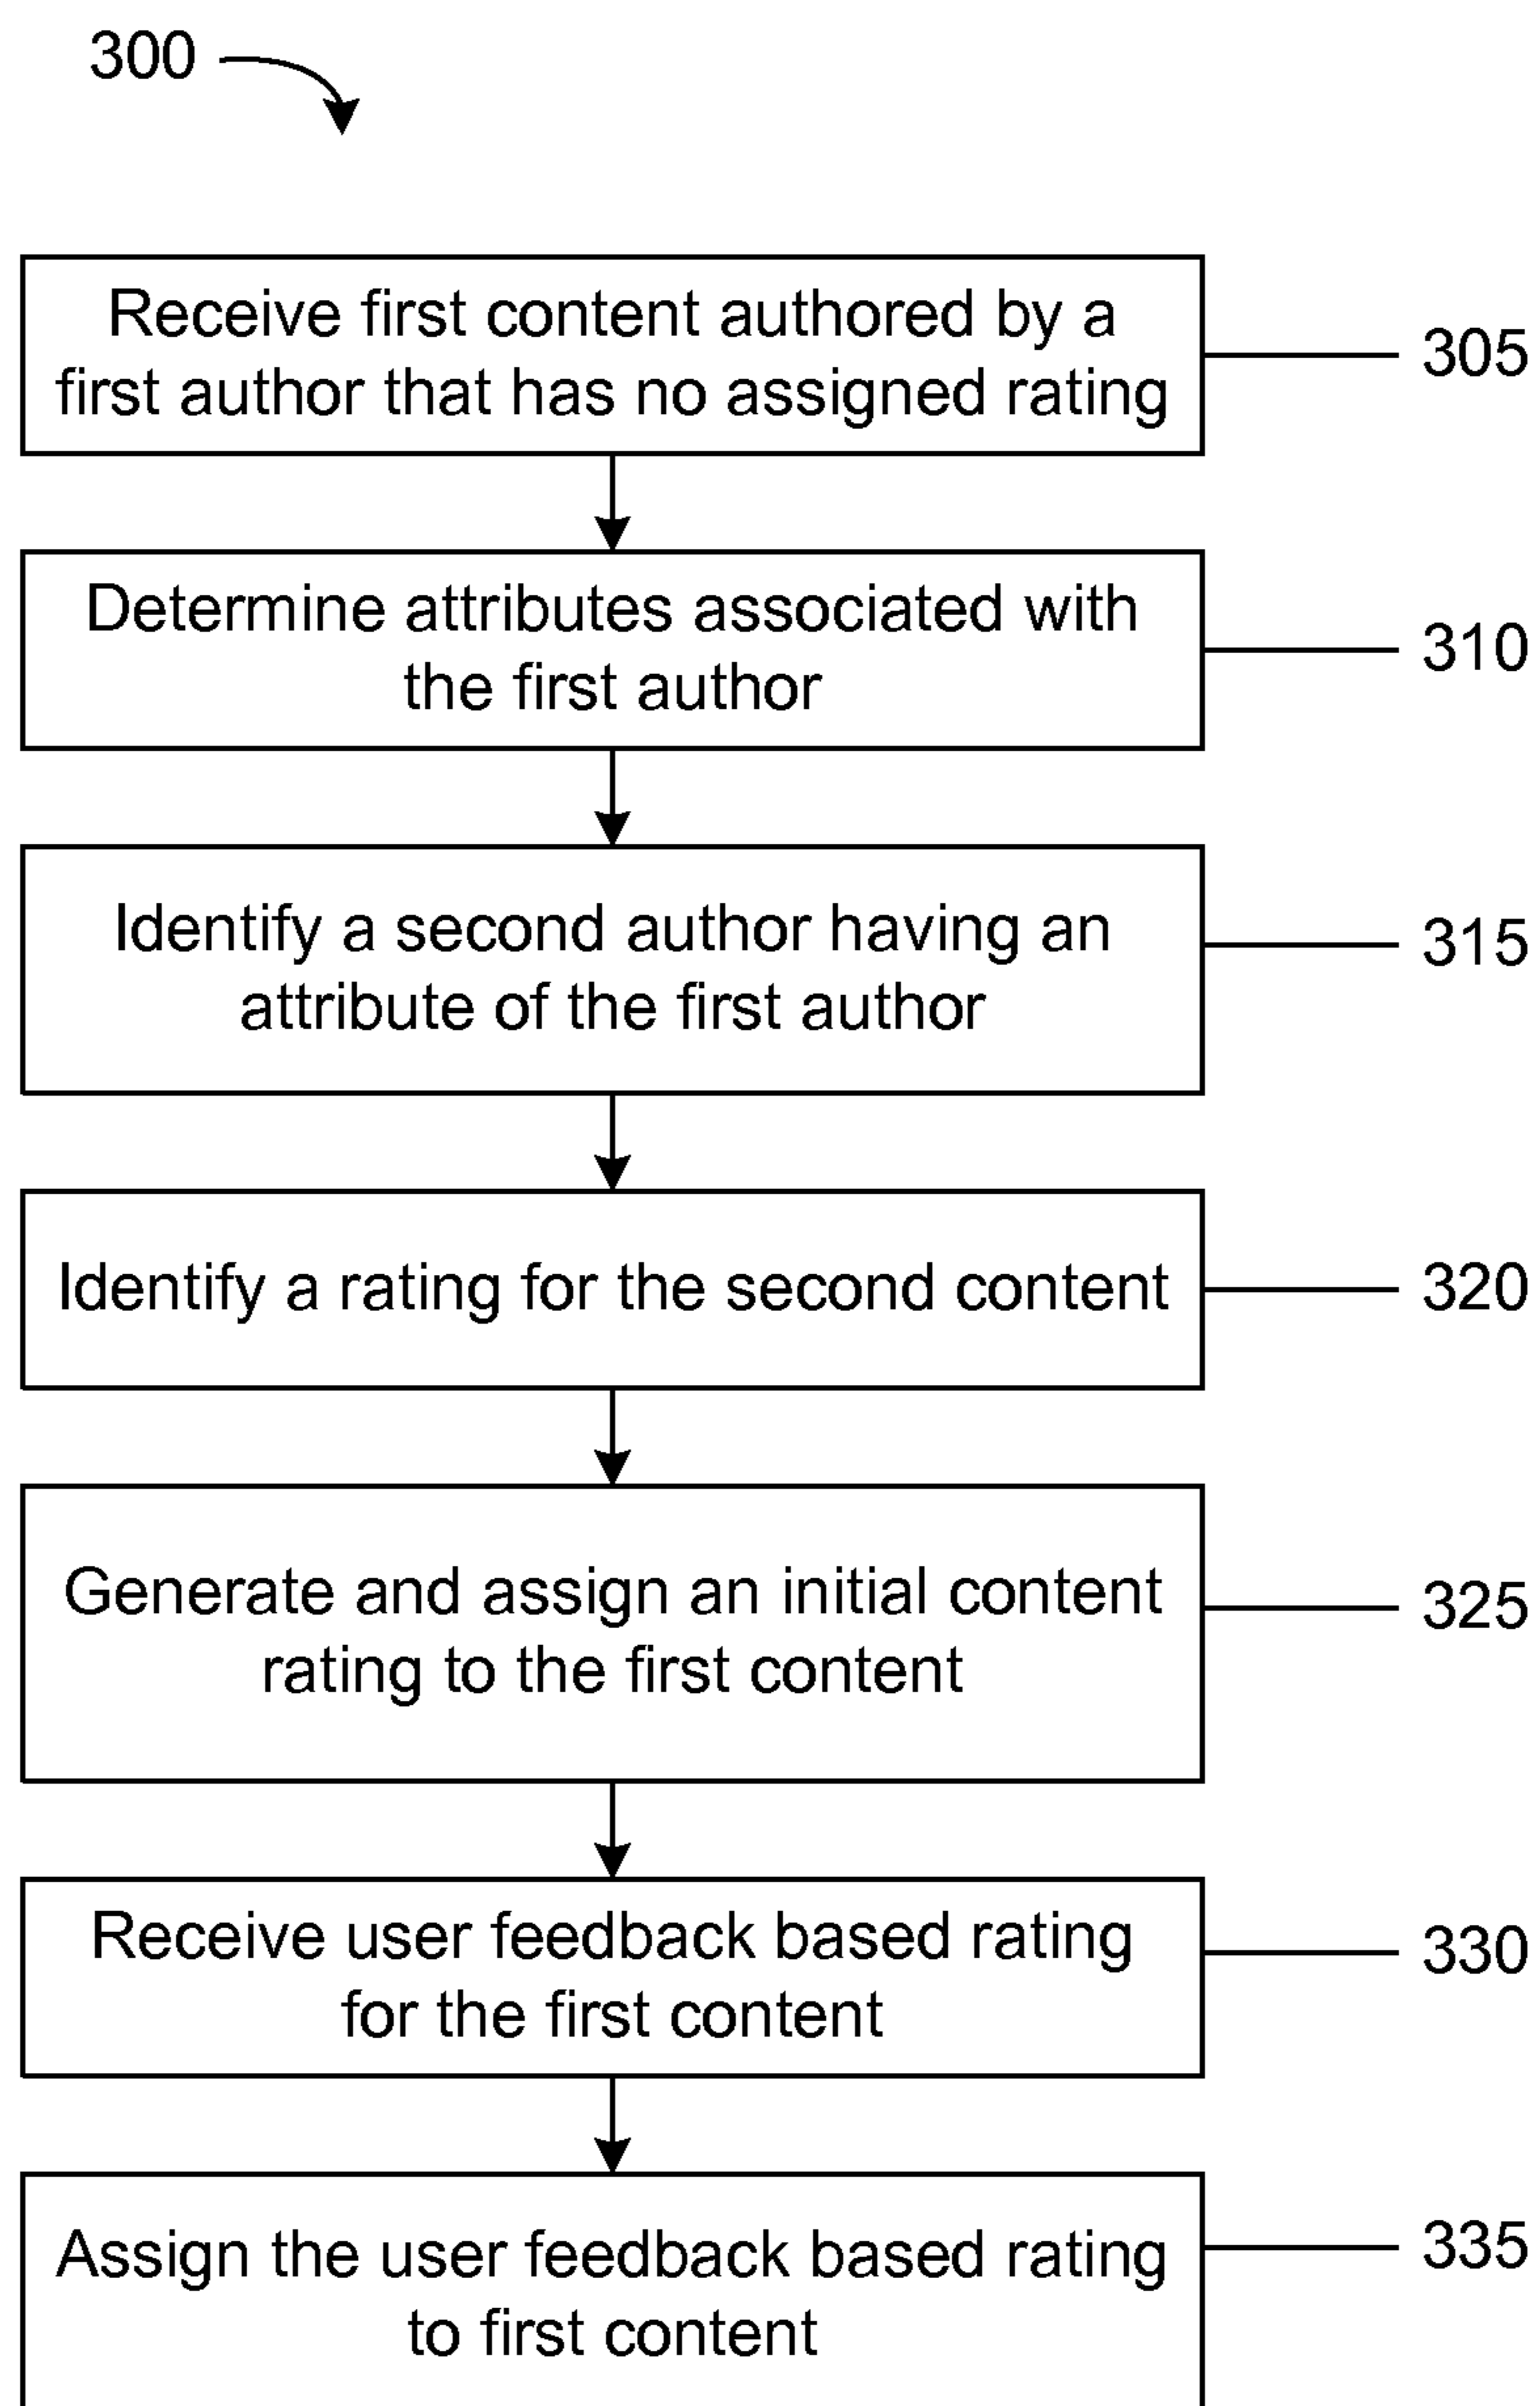 300
Receive first content authored by a
first author that has no assigned rating
305
Determine attributes associated with
the first author
310
Identify a second author having an
attribute of the first author
315
Identify a rating for the second content
320
Generate and assign an initial content
rating to the first content
325
Receive user feedback based rating
for the first content
330
Assign the user feedback based rating
to first content
335